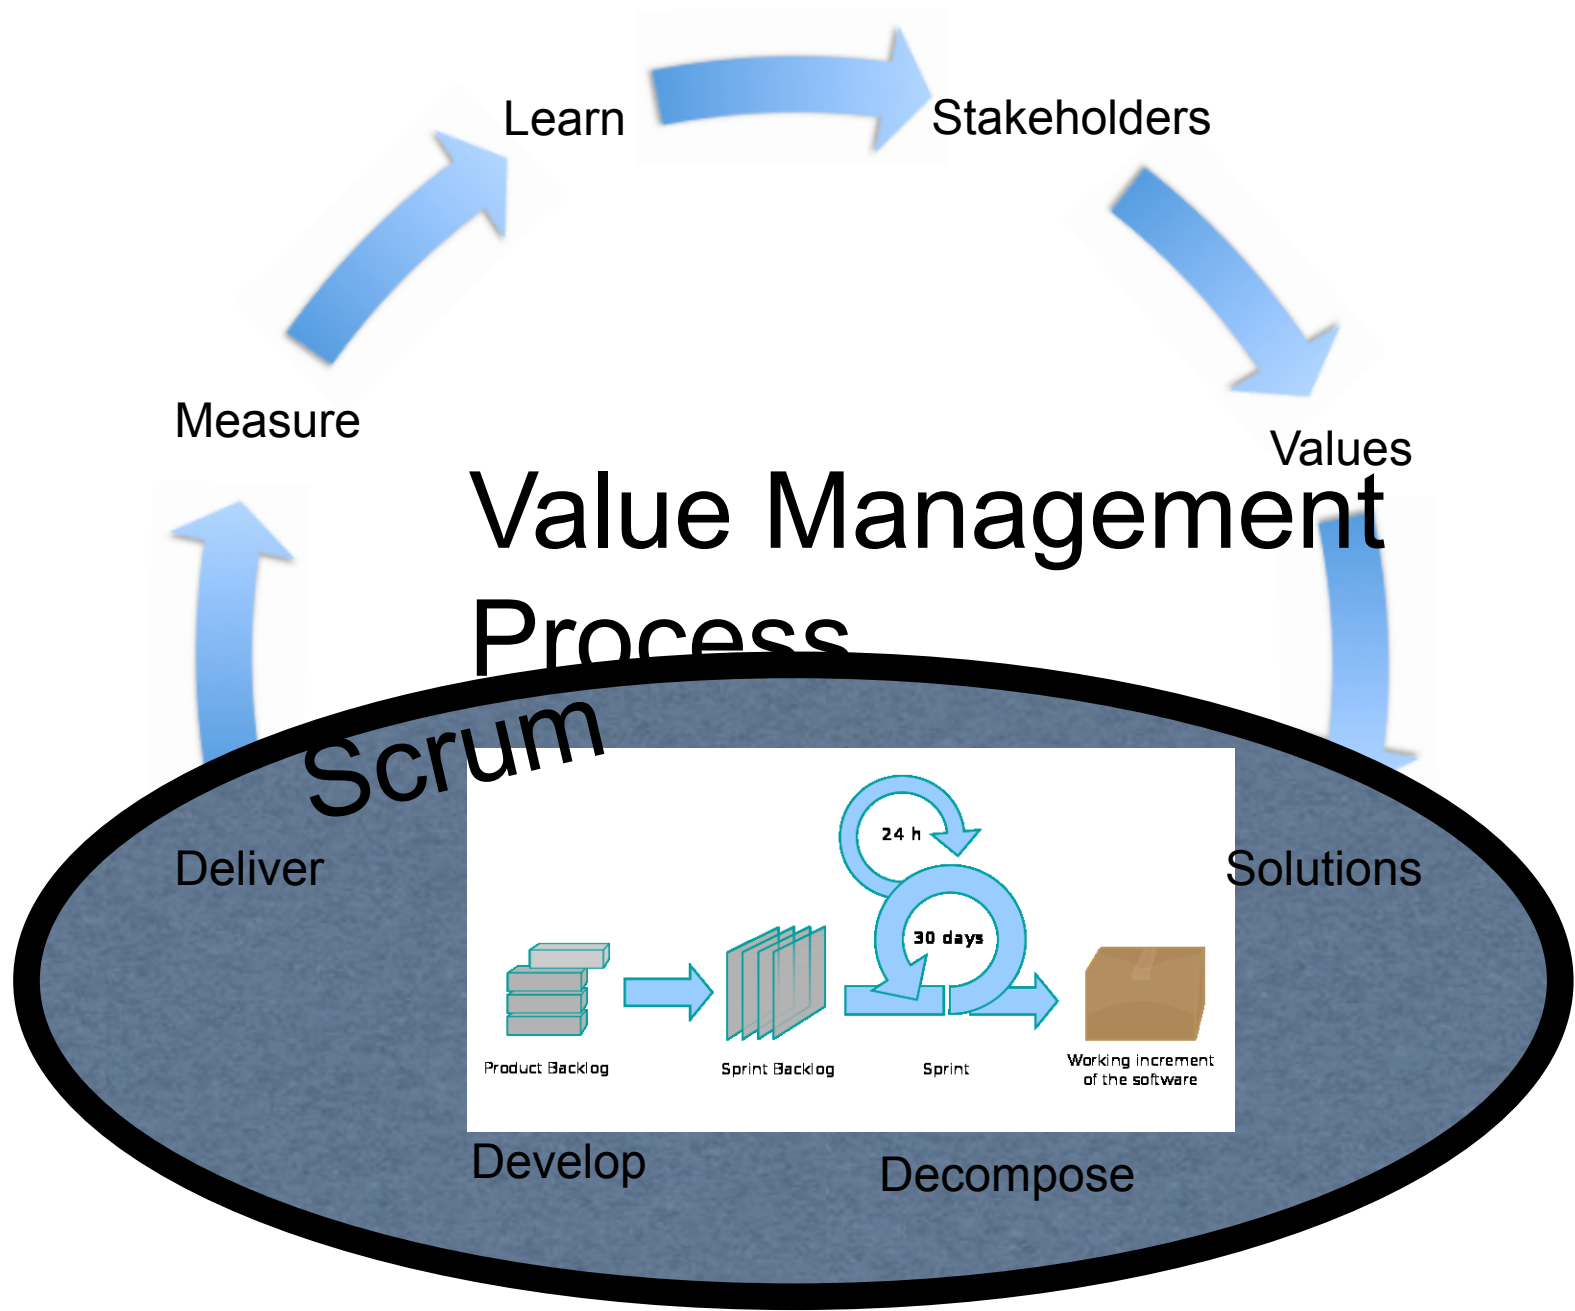 Learn
Stakeholders
Measure
Values
Value Management
Process
Scrum
Deliver
Solutions
24 h
30 days
Product Backlog
Sprint Backlog
Sprint
Working increment
of the software
Develop
Decompose